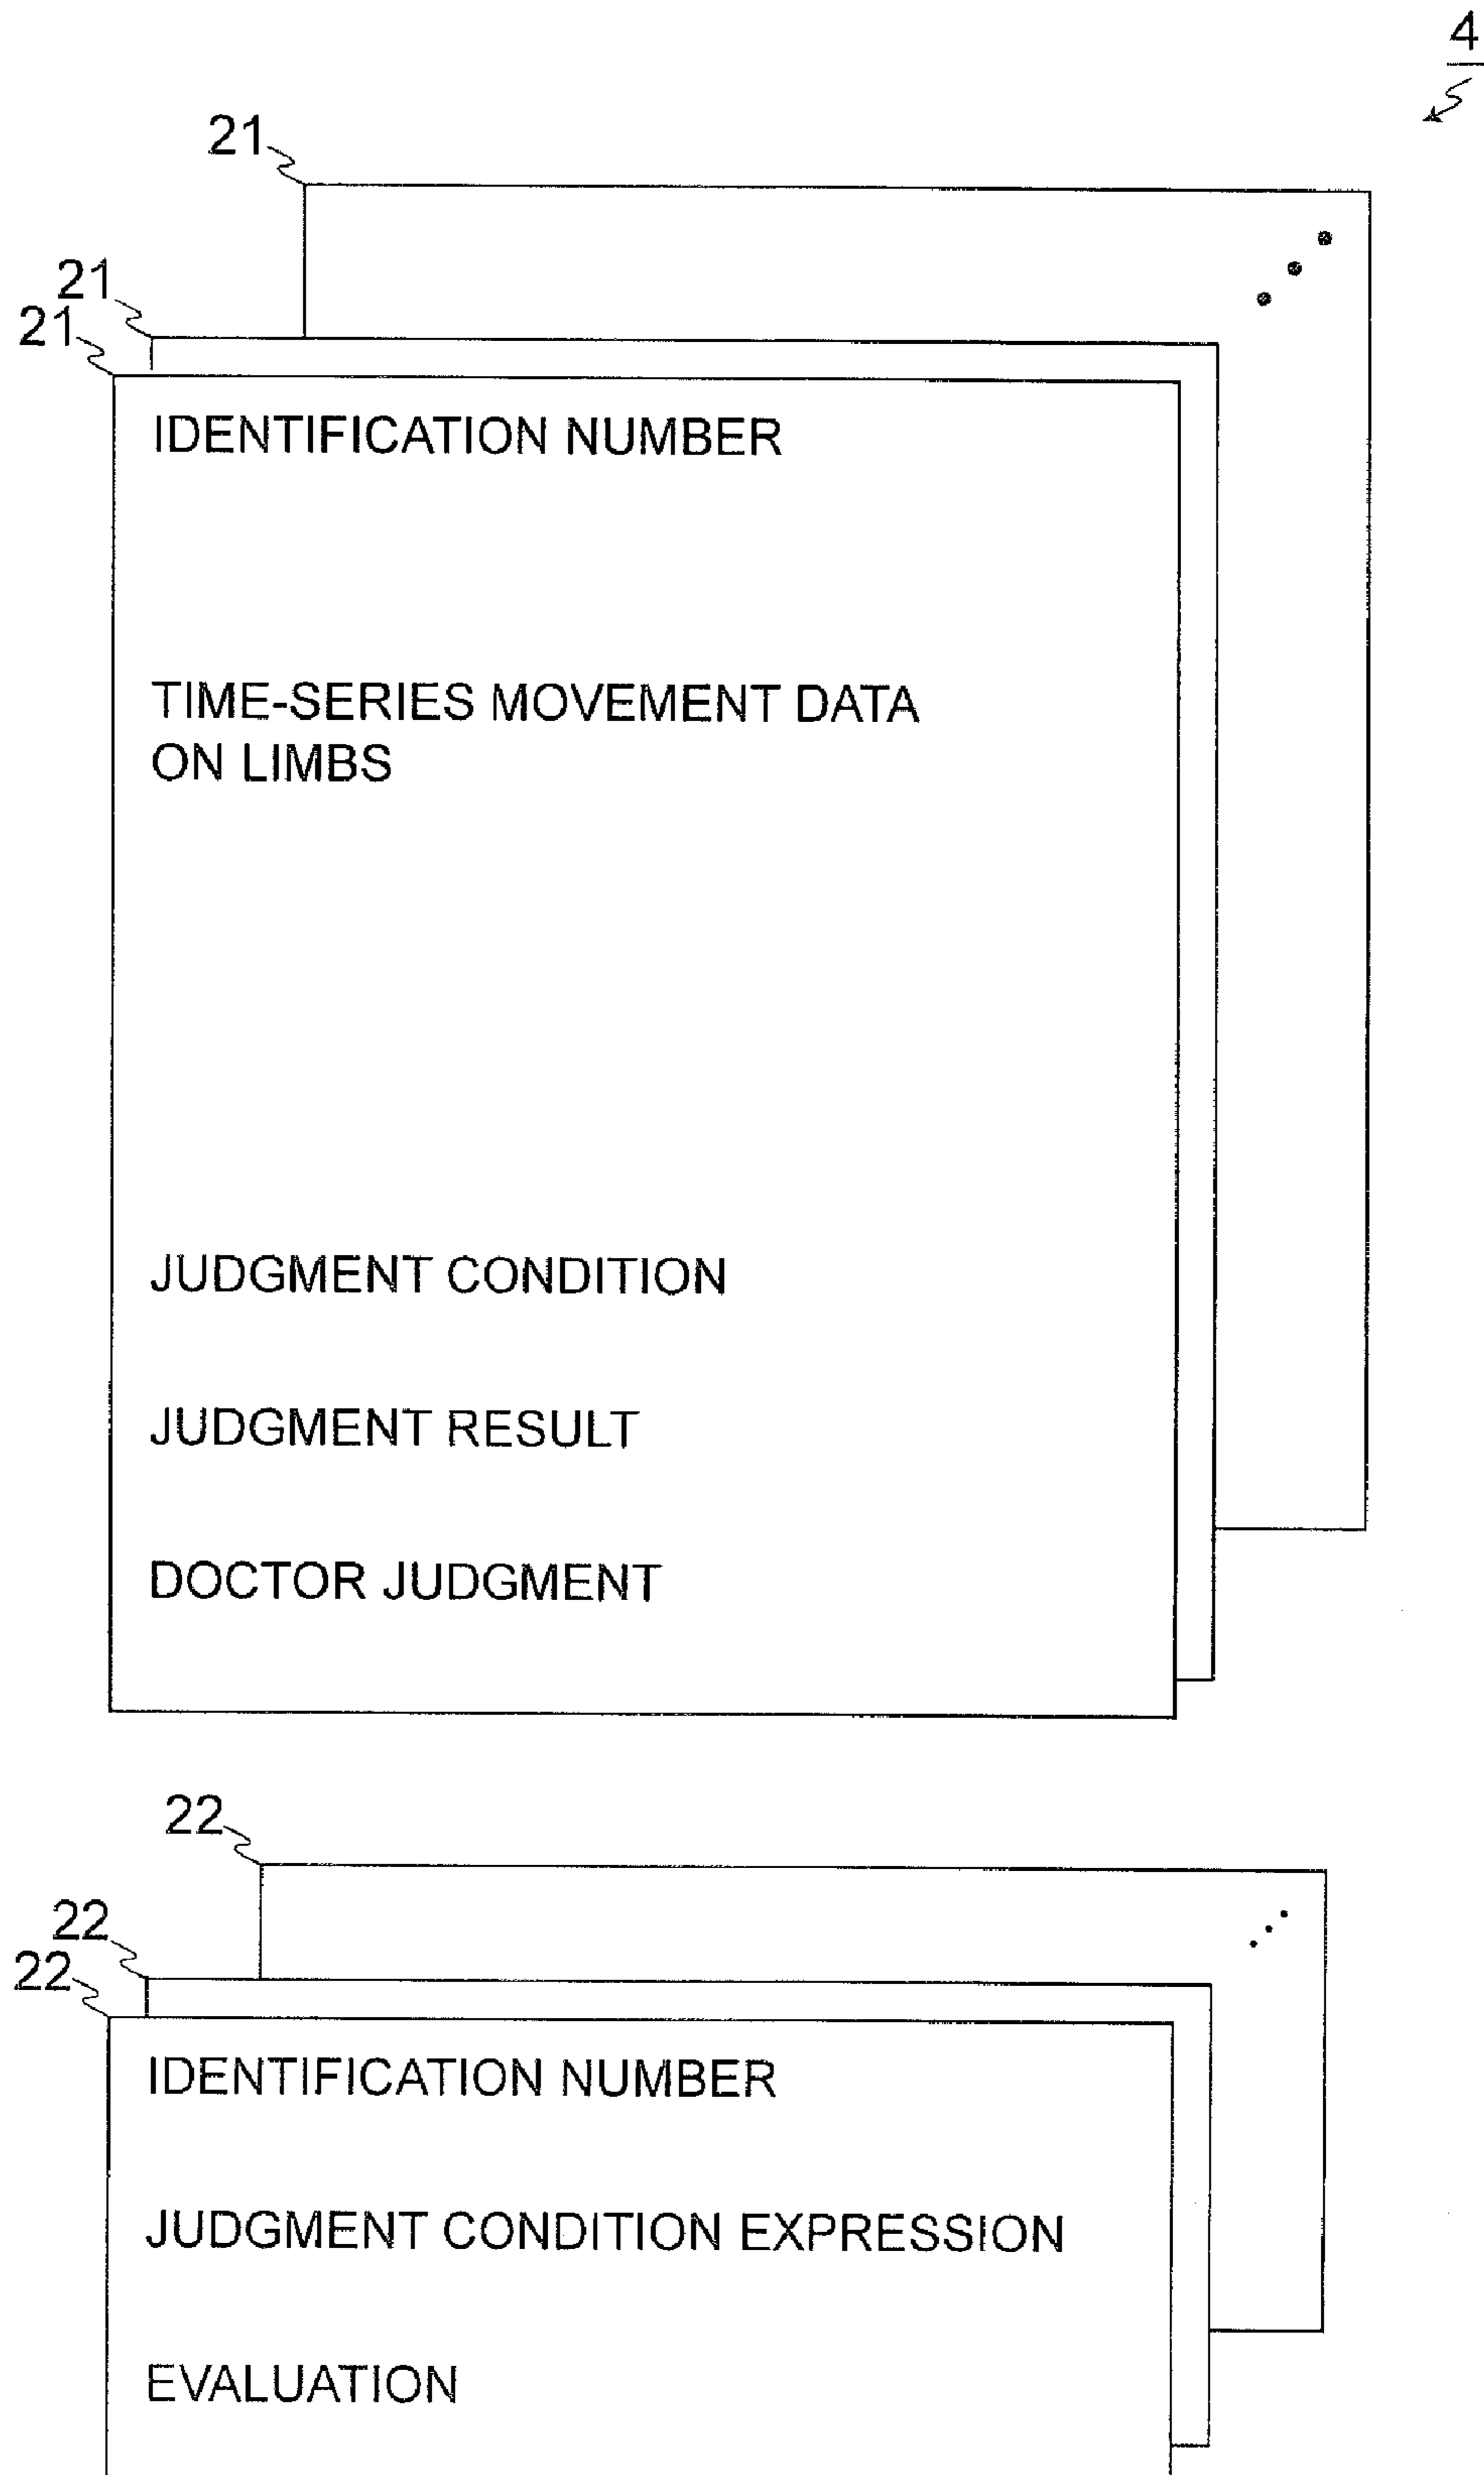 4
21
21
21
IDENTIFICATION NUMBER
TIME-SERIES MOVEMENT DATA
ON LIMBS
JUDGMENT CONDITION
JUDGMENT RESULT
DOCTOR JUDGMENT
22
22
22
IDENTIFICATION NUMBER
JUDGMENT CONDITION EXPRESSION
EVALUATION